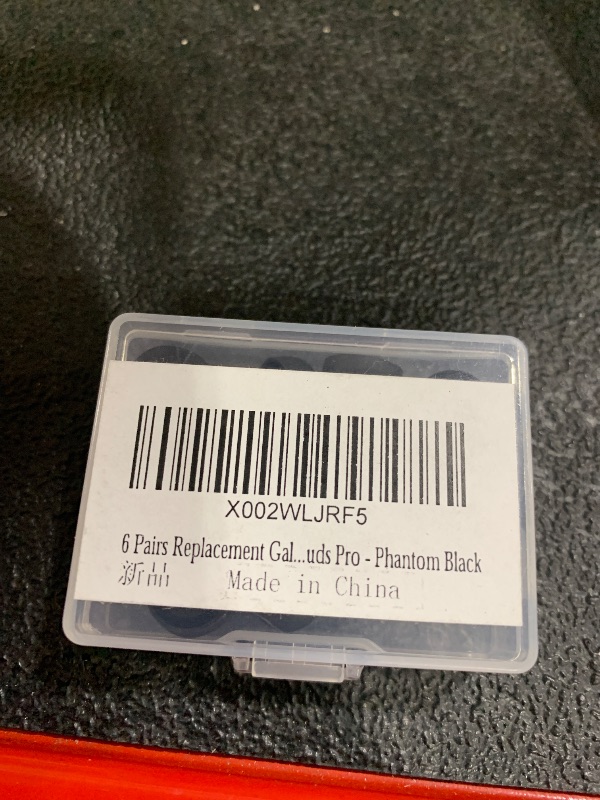 X002WLJRF5
6 Pairs Replacement Gal...uds Pro - Phantom Black
新品 Made in China